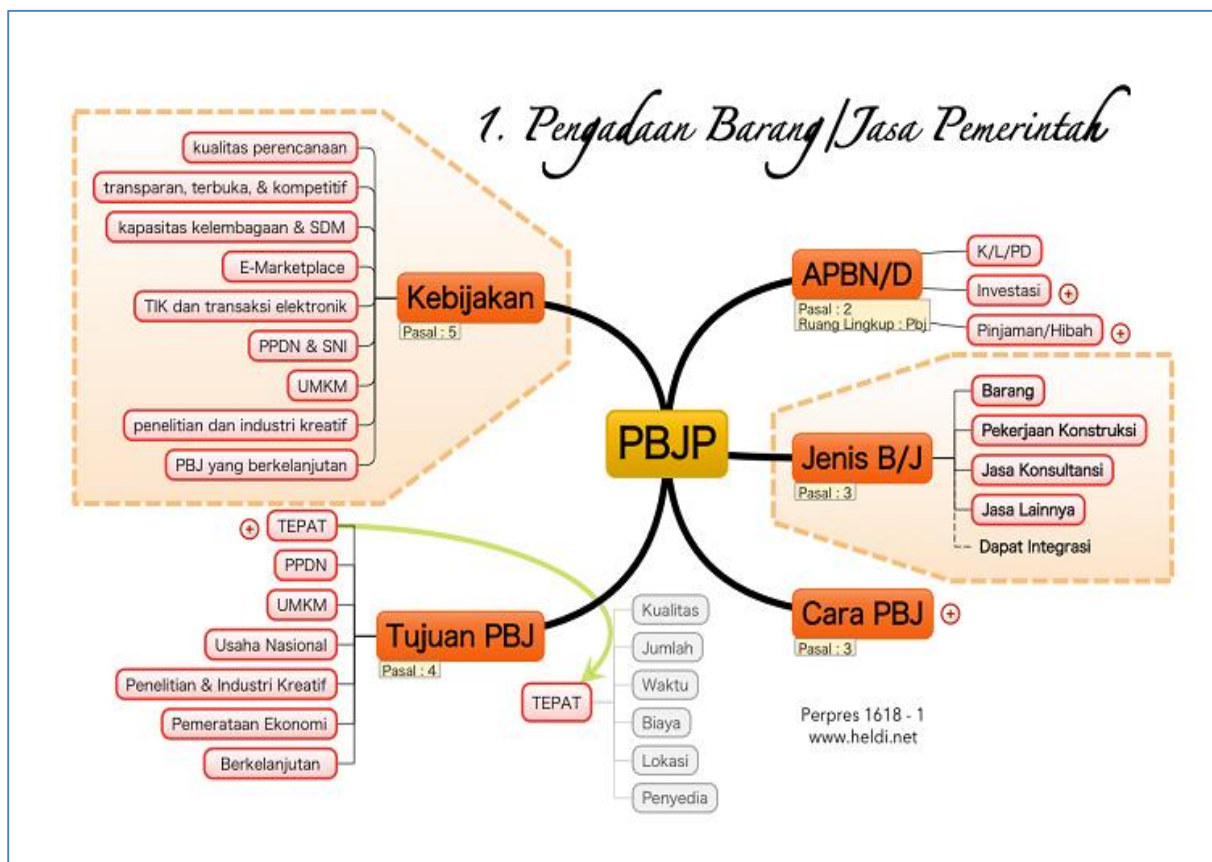 1. Pengadaan Barang/Jasa Pemerintah
PBJP
Kebijakan
Pasal : 5
kualitas perencanaan
transparan, terbuka, & kompetitif
kapasitas kelembagaan & SDM
E-Marketplace
TIK dan transaksi elektronik
PPDN & SNI
UMKM
penelitian dan industri kreatif
PBJ yang berkelanjutan
APBN/D
Pasal : 2
Ruang Lingkup : Pbj
K/L/PD
Investasi
Pinjaman/Hibah
Jenis B/J
Pasal : 3
Barang
Pekerjaan Konstruksi
Jasa Konsultansi
Jasa Lainnya
Dapat Integrasi
Cara PBJ
Pasal : 3
Tujuan PBJ
Pasal : 4
TEPAT
PPDN
UMKM
Usaha Nasional
Penelitian & Industri Kreatif
Pemerataan Ekonomi
Berkelanjutan
TEPAT
Kualitas
Jumlah
Waktu
Biaya
Lokasi
Penyedia
Perpres 1618 - 1
www.heldi.net